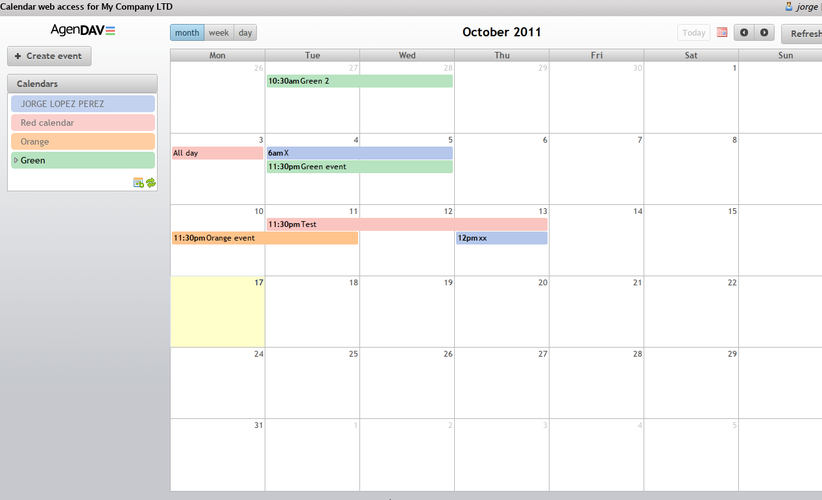 Calendar web access for My Company LTD
jorge
AgenDAV
month week day
October 2011
Today
Refresh
+ Create event
Calendars
JORGE LOPEZ PEREZ
Red calendar
Orange
Green
Mon Tue Wed Thu Fri Sat Sun
26 27 28 29 30 1
10:30am Green 2
3 4 5 6 7 8
All day
6am X
11:30pm Green event
10 11 12 13 14 15
11:30pm Test
11:30pm Orange event
12pm xx
17 18 19 20 21 22
24 25 26 27 28 29
31 1 2 3 4 5